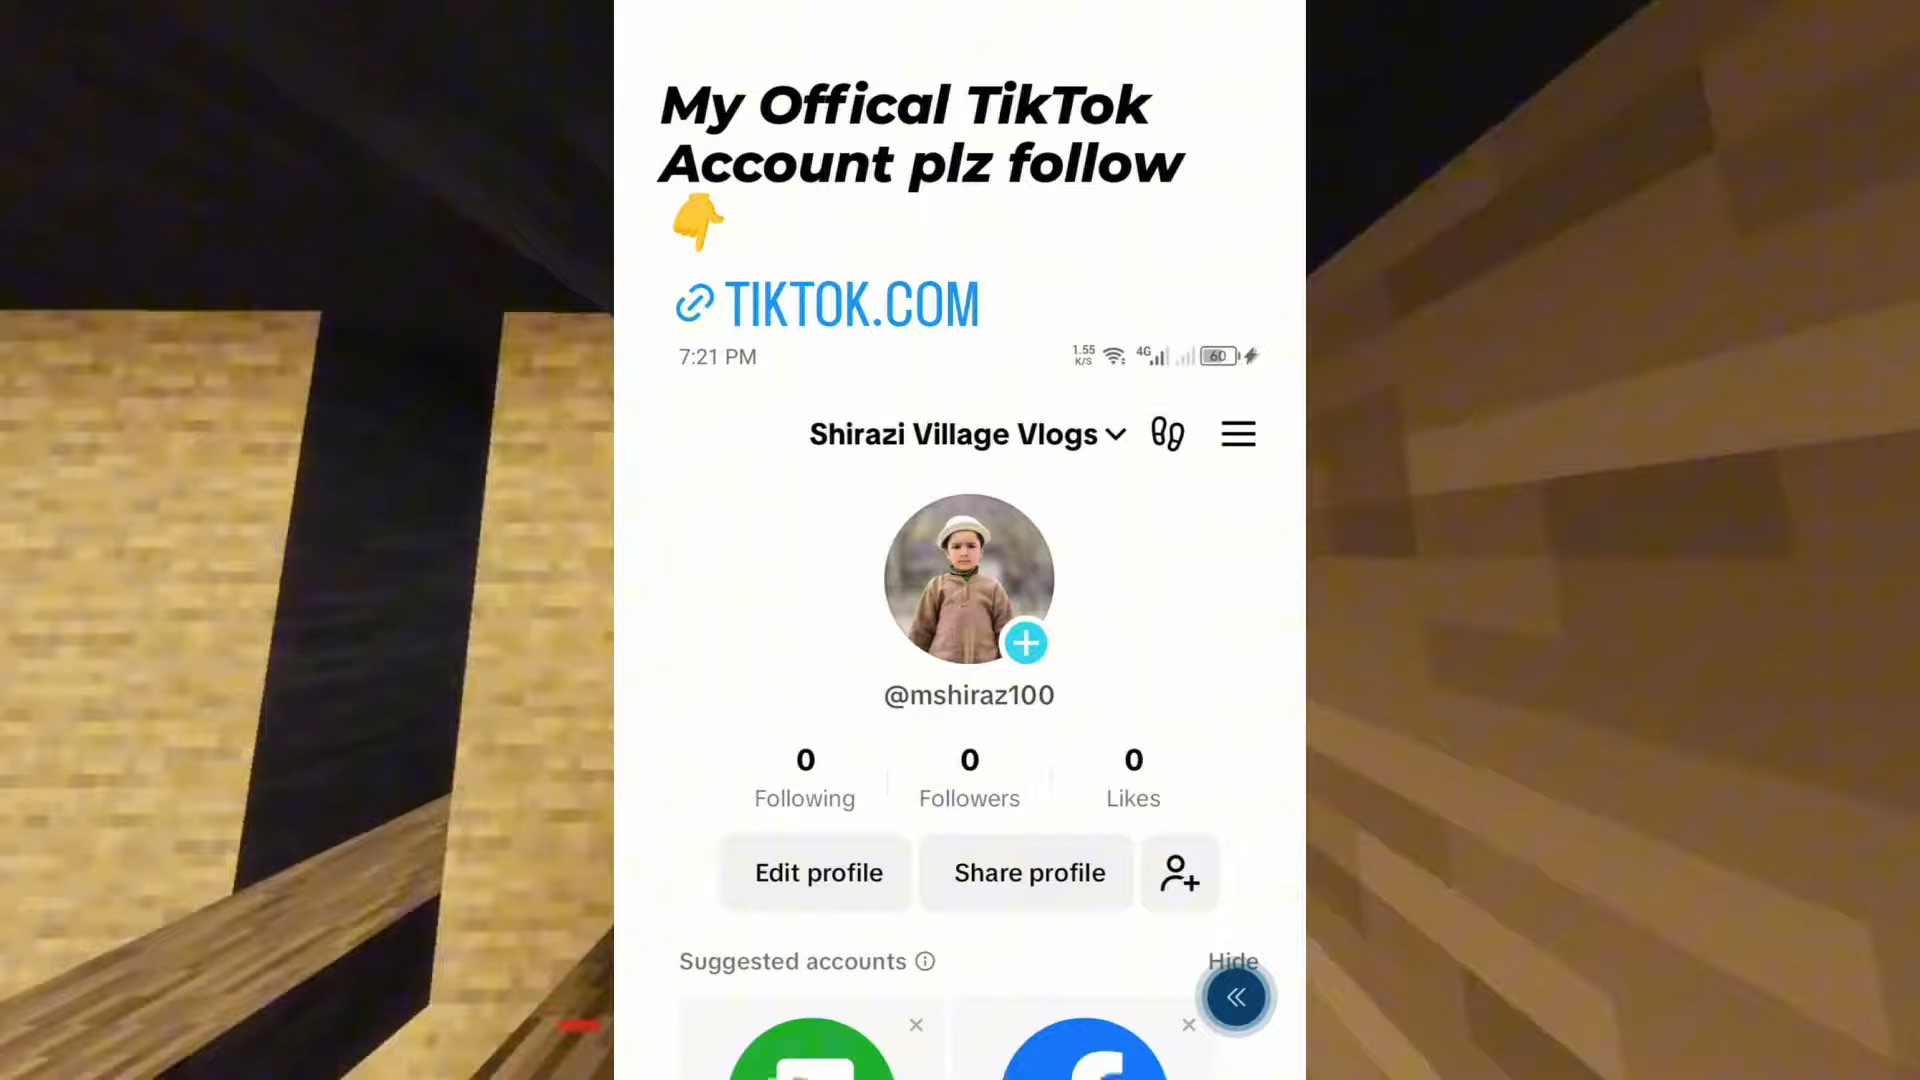 My Offical TikTok
Account plz follow
👇
TIKTOK.COM
7:21 PM
1.55
K/S
4G
60
Shirazi Village Vlogs
@mshiraz100
0 0 0
Following Followers Likes
Edit profile Share profile
Suggested accounts Hide